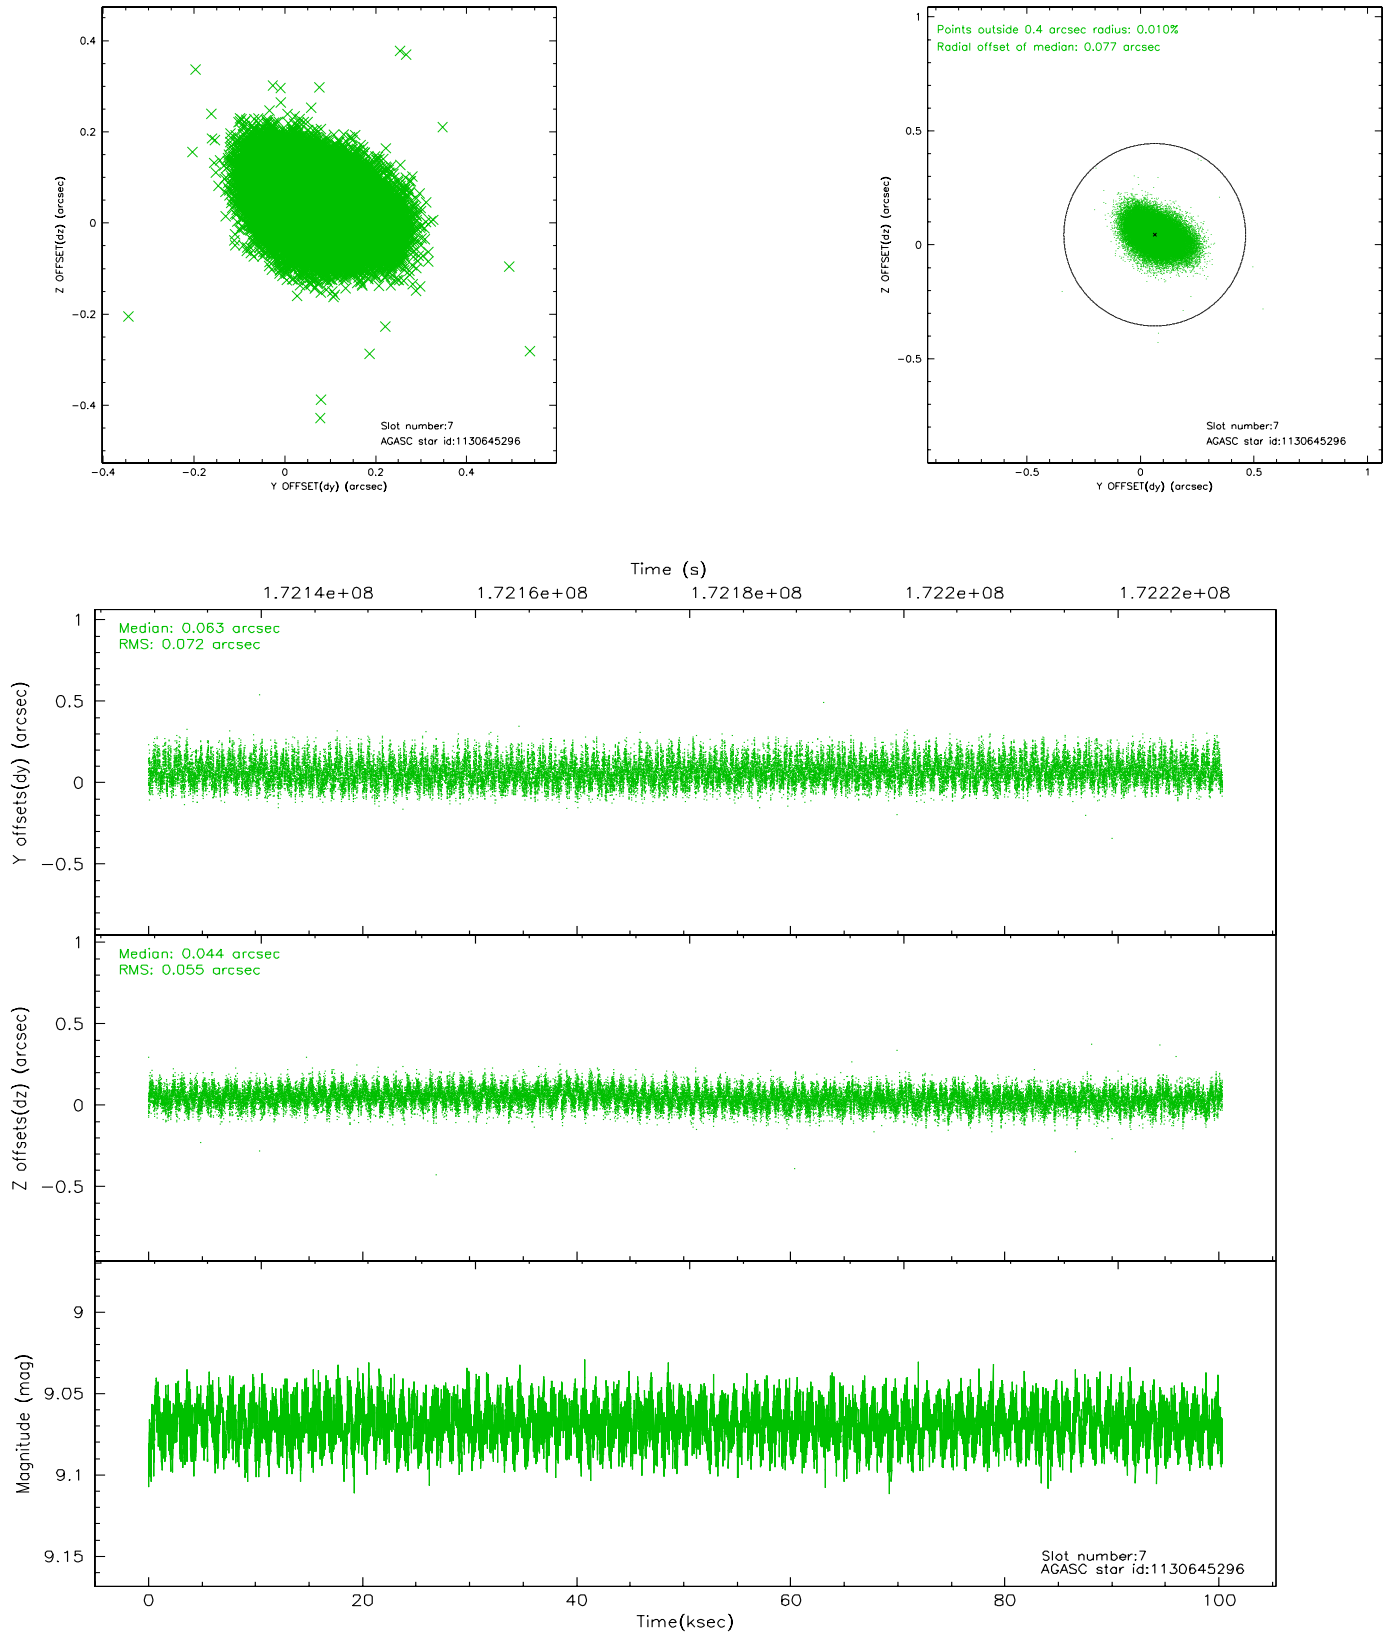 0.4
0.2
0
−0.2
−0.4
Z OFFSET(dz) (arcsec)
Slot number:7
AGASC star id:1130645296
−0.4
−0.2
0
0.2
0.4
Y OFFSET(dy) (arcsec)
Points outside 0.4 arcsec radius: 0.010%
Radial offset of median: 0.077 arcsec
1
0.5
0
−0.5
Z OFFSET(dz) (arcsec)
Slot number:7
AGASC star id:1130645296
−0.5
0
0.5
1
Y OFFSET(dy) (arcsec)
Time (s)
1.7214e+08
1.7216e+08
1.7218e+08
1.722e+08
1.7222e+08
Median: 0.063 arcsec
RMS: 0.072 arcsec
1
0.5
0
−0.5
Y offsets(dy) (arcsec)
Median: 0.044 arcsec
RMS: 0.055 arcsec
1
0.5
0
−0.5
Z offsets(dz) (arcsec)
9
9.05
9.1
9.15
Magnitude (mag)
Slot number:7
AGASC star id:1130645296
0
20
40
60
80
100
Time(ksec)